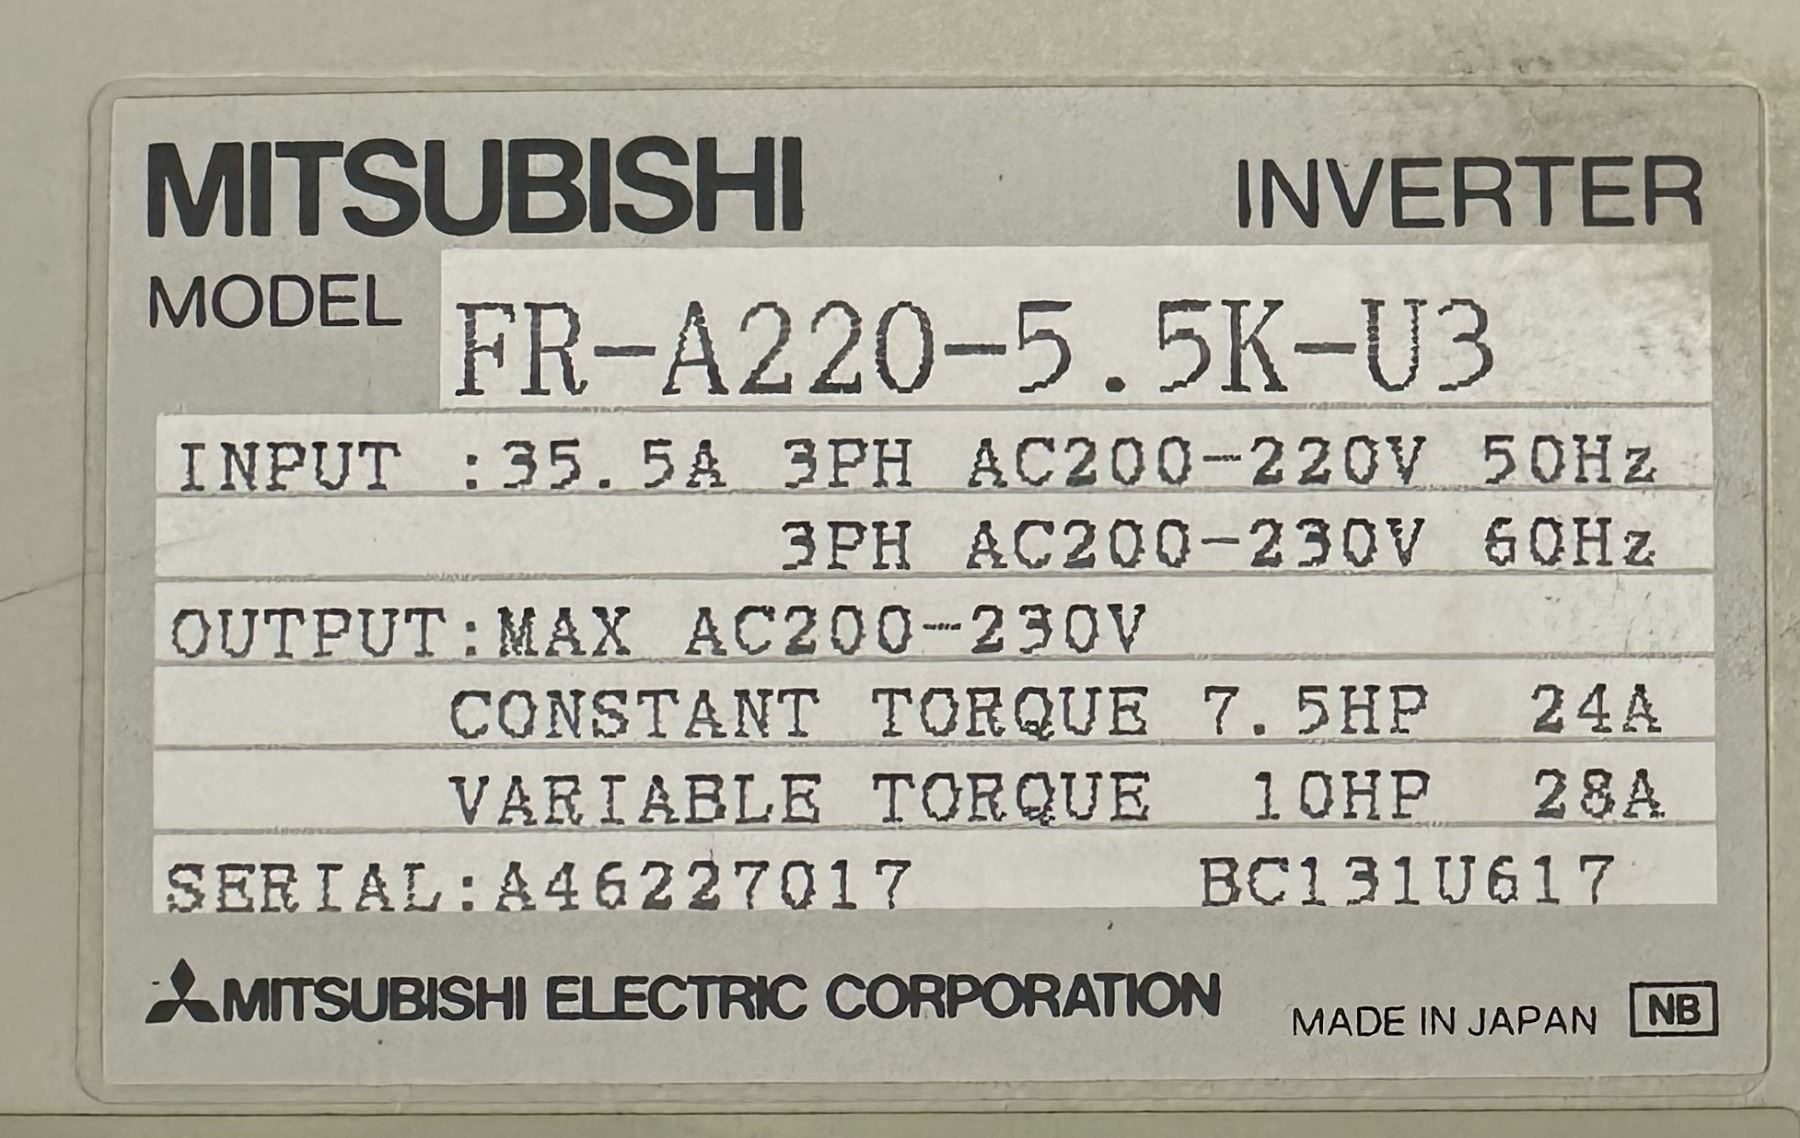 MITSUBISHI INVERTER
MODEL FR-A220-5.5K-U3
INPUT :35.5A 3PH AC200-220V 50Hz
3PH AC200-230V 60Hz
OUTPUT:MAX AC200-230V
CONSTANT TORQUE 7.5HP 24A
VARIABLE TORQUE 10HP 28A
SERIAL:A46227017 BC131U617
MITSUBISHI ELECTRIC CORPORATION MADE IN JAPAN NB